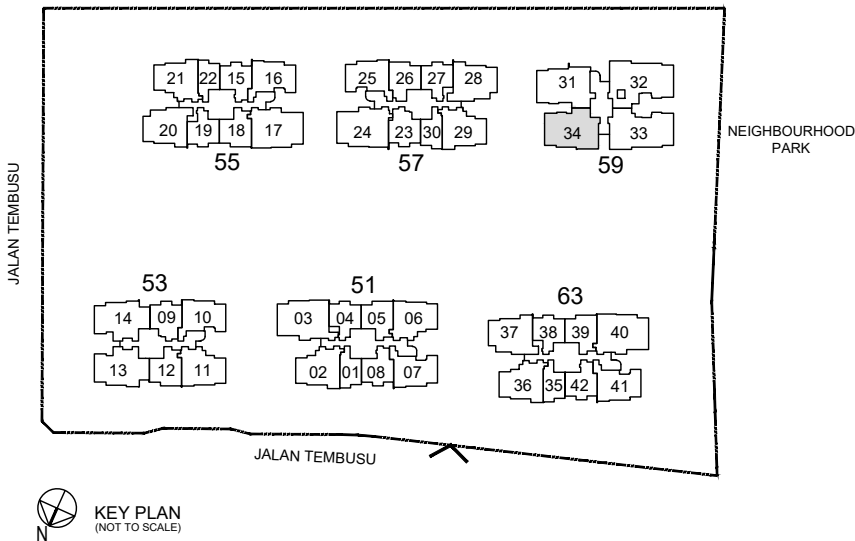 21 22 15 16
25 26 27 28
31 32
20 19 18 17
24 23 30 29
34 33
55
57
59
NEIGHBOURHOOD
PARK
JALAN TEMBUSU
53
51
63
14 09 10
03 04 05 06
37 38 39 40
13 12 11
02 01 08 07
36 35 42 41
JALAN TEMBUSU
KEY PLAN
(NOT TO SCALE)
N